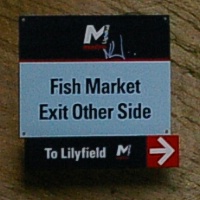 M
Fish Market
Exit Other Side
To Lilyfield M